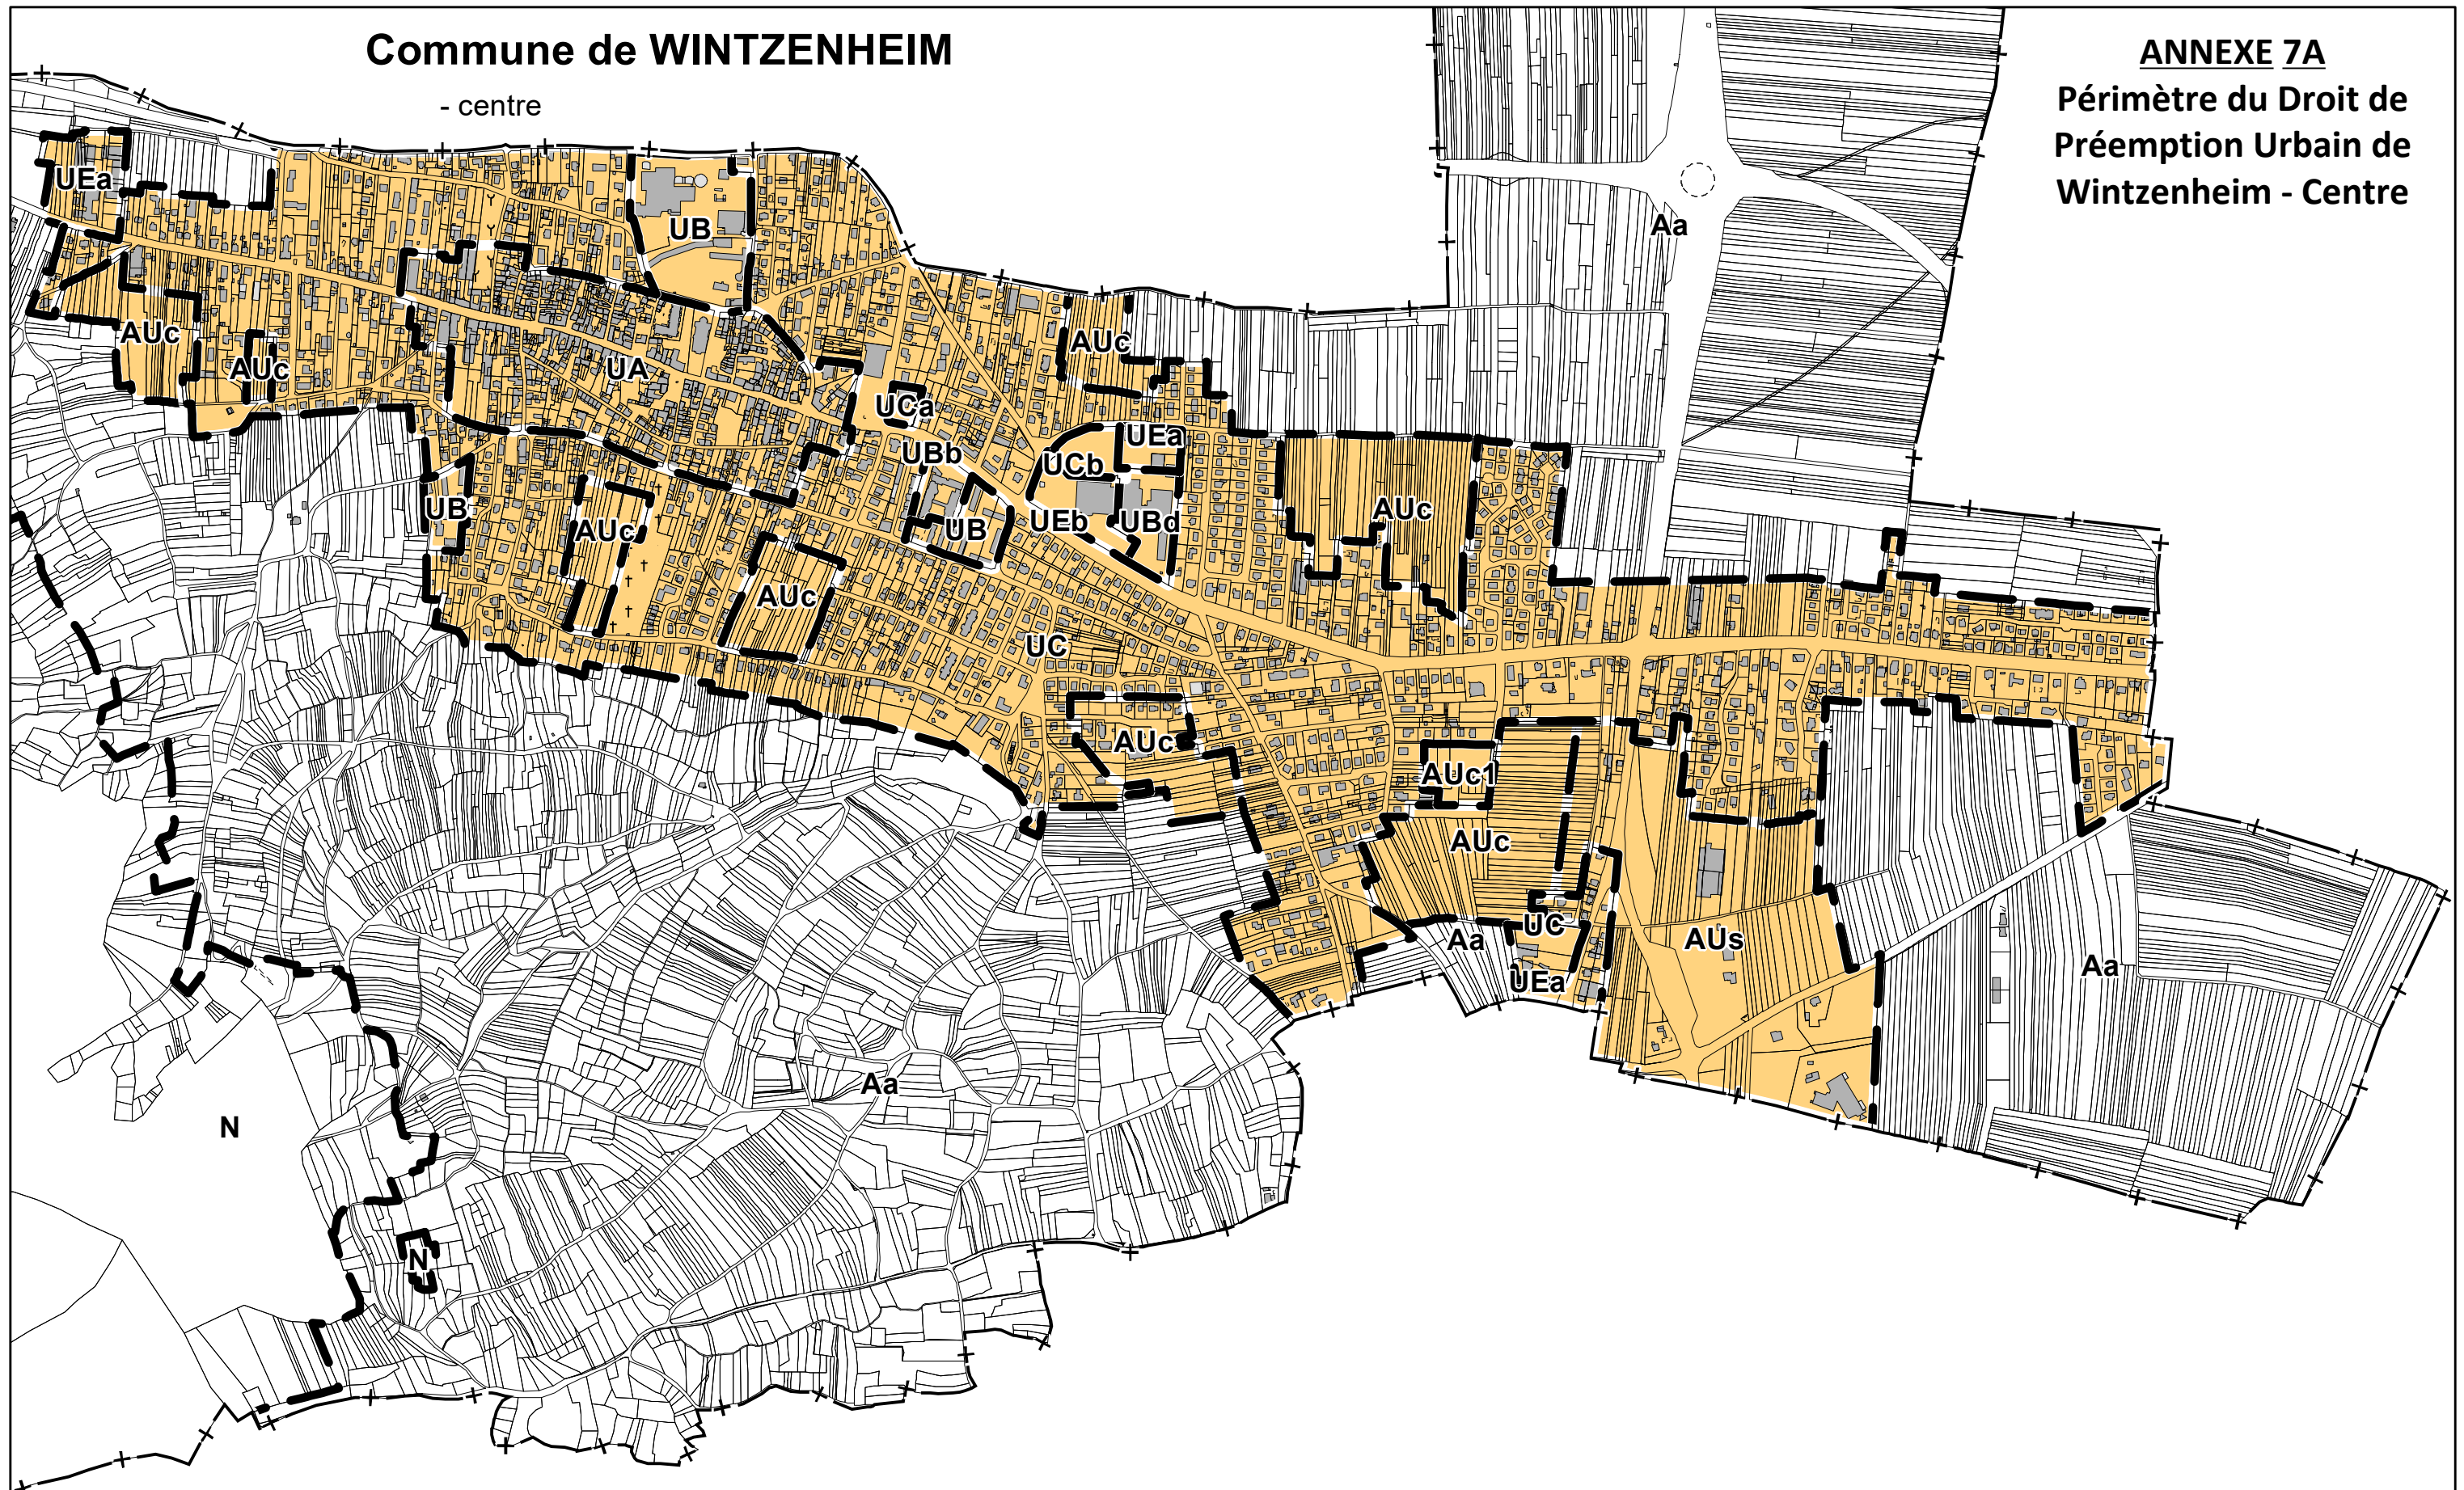 Commune de WINTZENHEIM
- centre
ANNEXE 7A
Périmètre du Droit de
Préemption Urbain de
Wintzenheim - Centre
UEa
UB
Aa
AUc
AUc
UA
AUc
UCa
UBb
UEa
UCb
UB
AUc
UB
UEb
UBd
AUc
AUc
UC
AUc
AUc1
AUc
UC
Aa
AUs
UEa
Aa
Aa
N
N